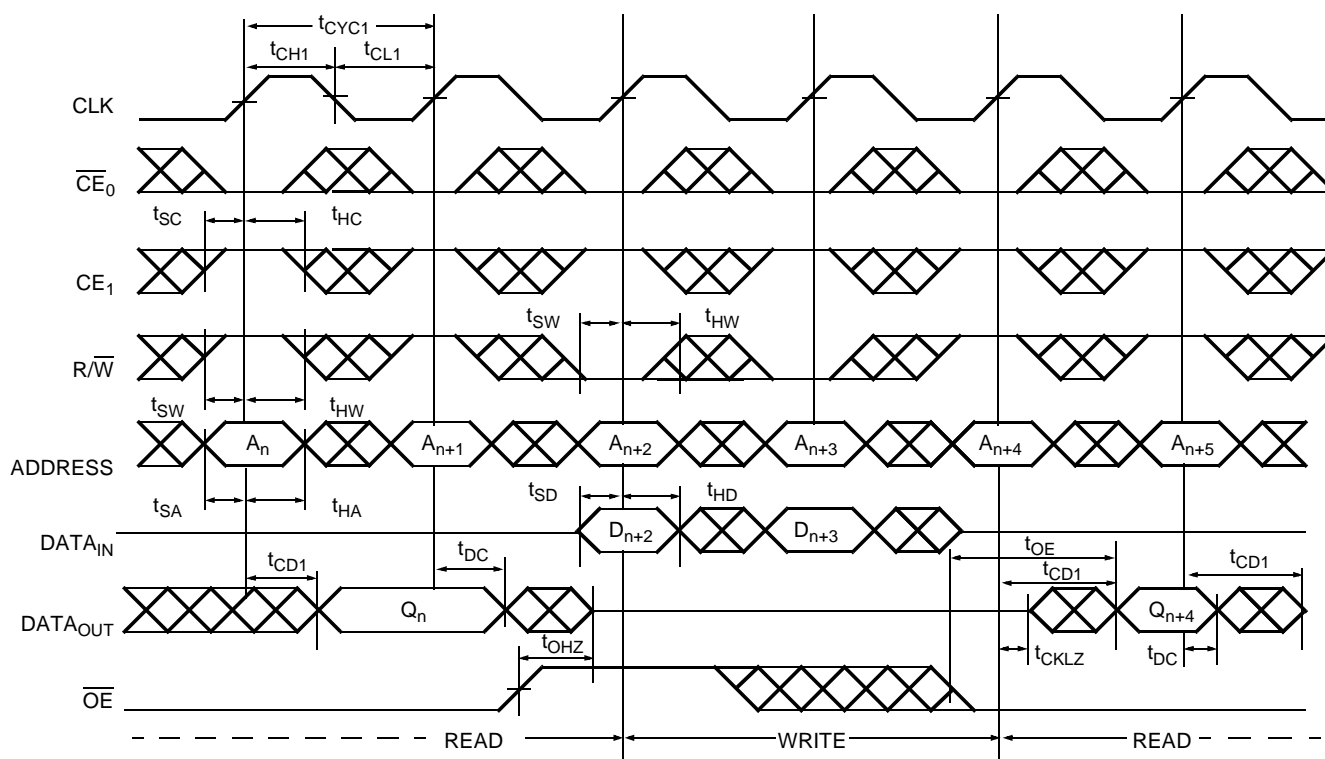 tCYC1
tCH1 tCL1
CLK
CE0
tSC tHC
CE1
tSW tHW
R/W
tSW tHW
An An+1 An+2 An+3 An+4 An+5
ADDRESS
tSA tHA tSD tHD
DATAIN Dn+2 Dn+3
tOE
tCD1 tDC tCD1 tCD1
DATAOUT Qn Qn+4
tOHZ tCKLZ tDC
OE
READ WRITE READ